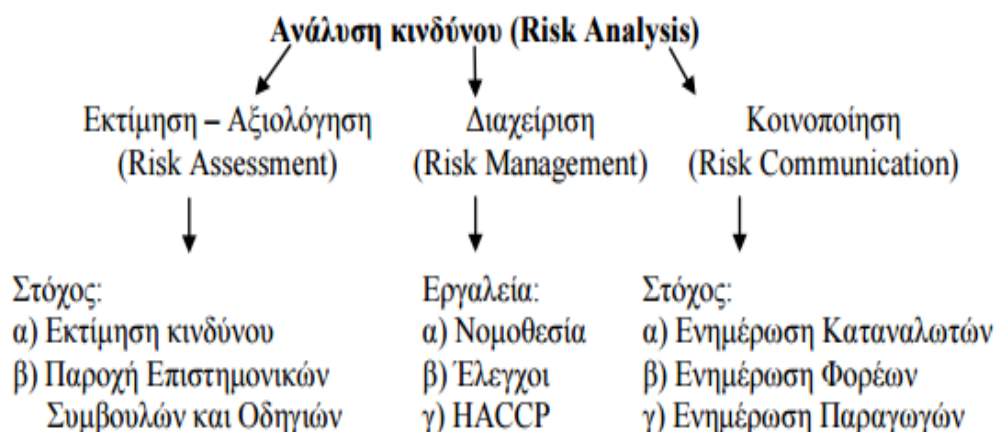 Ανάλυση κινδύνου (Risk Analysis)
Εκτίμηση – Αξιολόγηση
(Risk Assessment)
Διαχείριση
(Risk Management)
Κοινοποίηση
(Risk Communication)
Στόχος:
α) Εκτίμηση κινδύνου
β) Παροχή Επιστημονικών
Συμβουλών και Οδηγιών
Εργαλεία:
α) Νομοθεσία
β) Έλεγχοι
γ) HACCP
Στόχος:
α) Ενημέρωση Καταναλωτών
β) Ενημέρωση Φορέων
γ) Ενημέρωση Παραγωγών